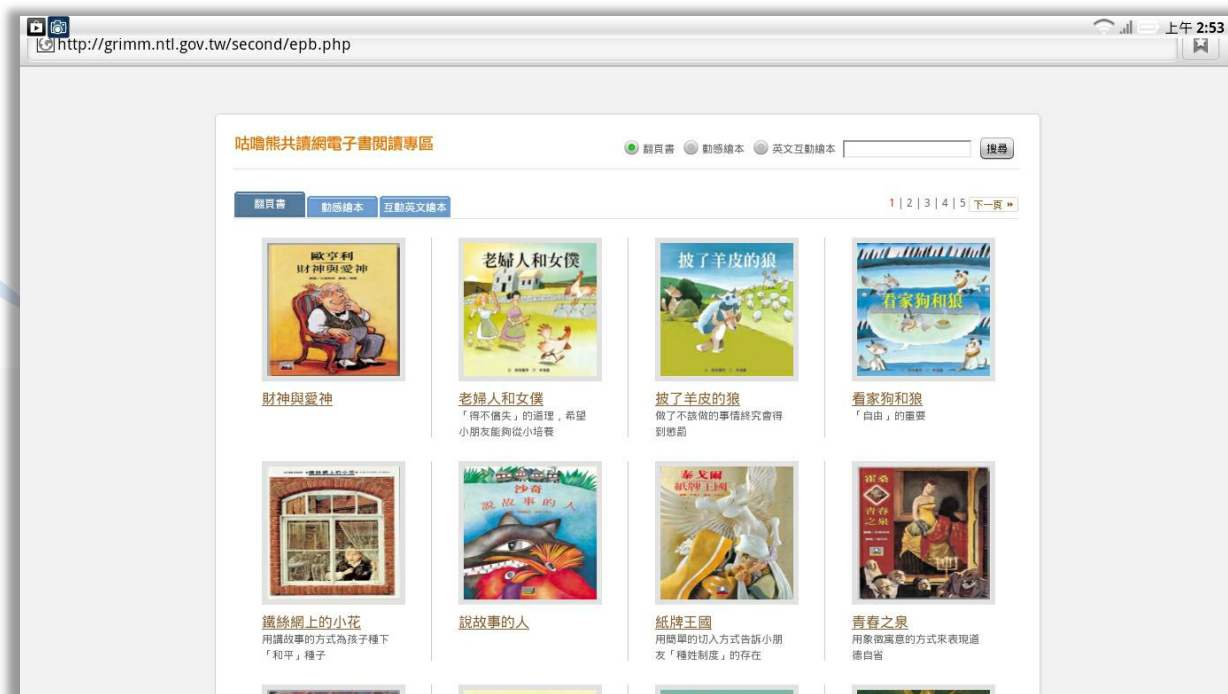 上午 2:53
http://grimm.ntl.gov.tw/second/epb.php
咕嚕熊共讀網電子書閱讀專區
翻頁書 動感繪本 英文互動繪本 搜尋
翻頁書 動感繪本 互動英文繪本
1 | 2 | 3 | 4 | 5 下一頁 »
歐亨利
財神與愛神
老婦人和女僕
披了羊皮的狼
看家狗和狼
財神與愛神
老婦人和女僕
「得不償失」的道理，希望
小朋友能夠從小培養
披了羊皮的狼
做了不該做的事情終究會得
到懲罰
看家狗和狼
「自由」的重要
鐵絲網上的小花
沙奇
說故事的人
泰戈爾
紙牌王國
霍桑
青春之泉
鐵絲網上的小花
用講故事的方式為孩子種下
「和平」種子
說故事的人
紙牌王國
用簡單的切入方式告訴小朋
友「種姓制度」的存在
青春之泉
用象徵寓意的方式來表現道
德自省